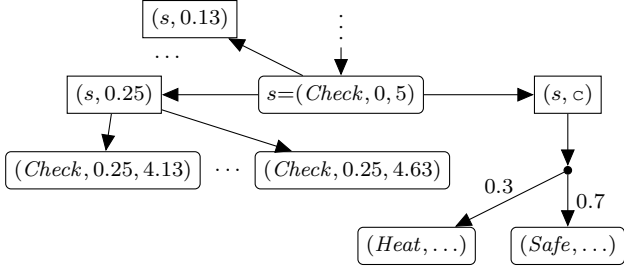 (s, 0.13)
⋮
···
(s, 0.25)
s=(Check, 0, 5)
(s, c)
(Check, 0.25, 4.13)
···
(Check, 0.25, 4.63)
0.3
0.7
(Heat, ...)
(Safe, ...)